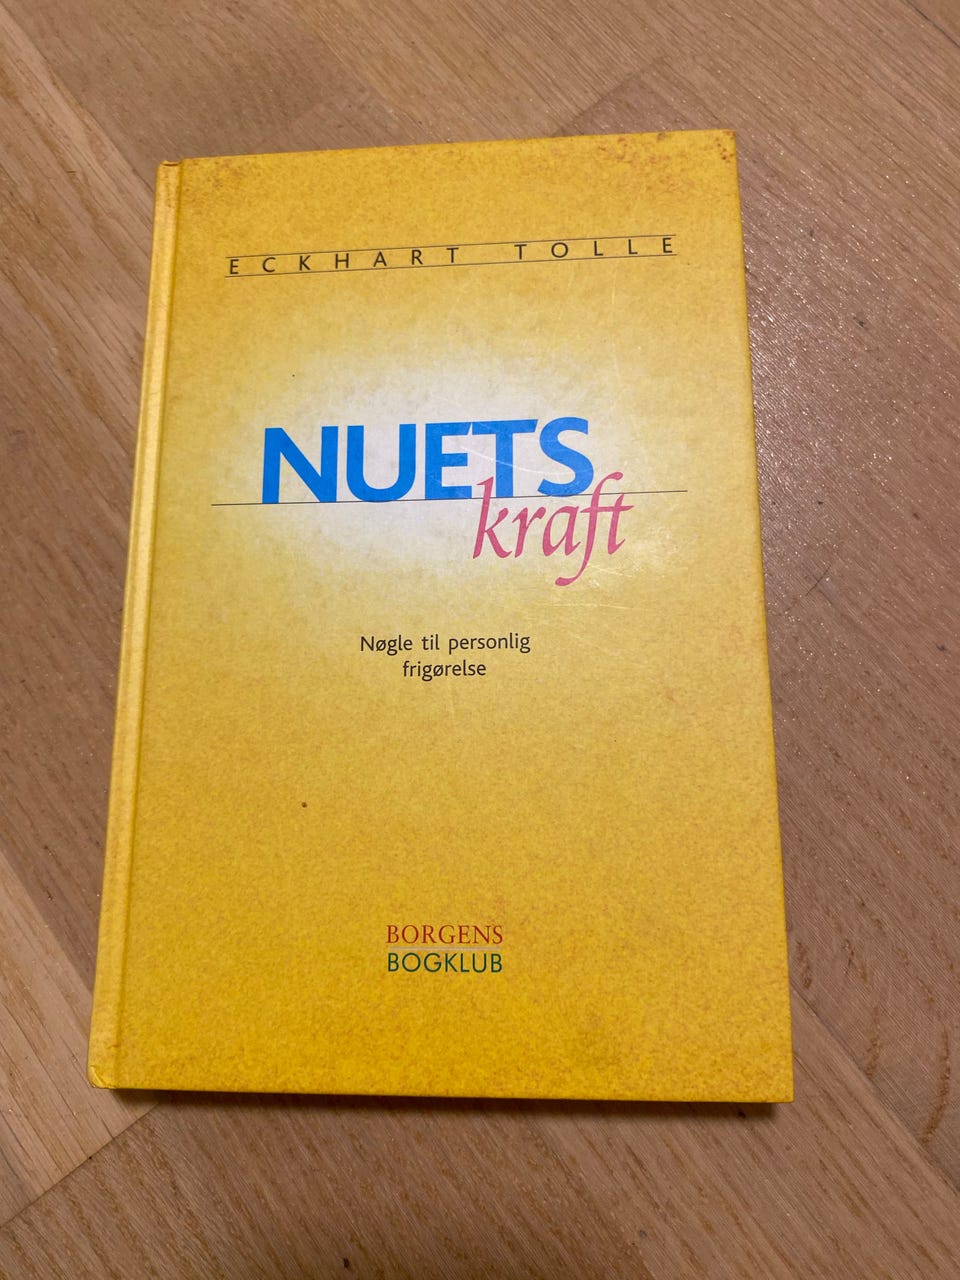 ECKHART TOLLE
NUETS
kraft
Nøgle til personlig
frigørelse
BORGENS
BOGKLUB